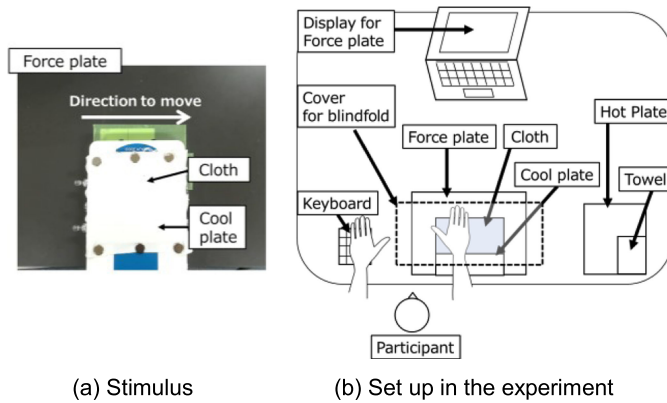 Force plate
Direction to move
Cloth
Cool
plate
Display for
Force plate
Cover
for blindfold
Force plate
Cloth
Hot Plate
Cool plate
Towel
Keyboard
Participant
(a) Stimulus
(b) Set up in the experiment